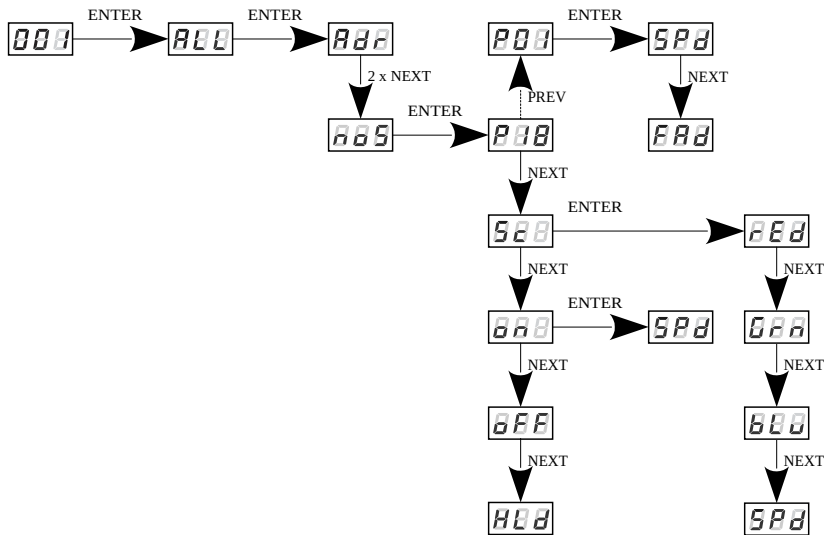 ENTER ENTER ENTER
001 ALL Adr P01 SPd
2 x NEXT PREV NEXT
ENTER
noS P18 FAd
NEXT
ENTER
Sc rEd
NEXT NEXT
ENTER
on SPd Grn
NEXT NEXT
oFF bLu
NEXT NEXT
HLd SPd